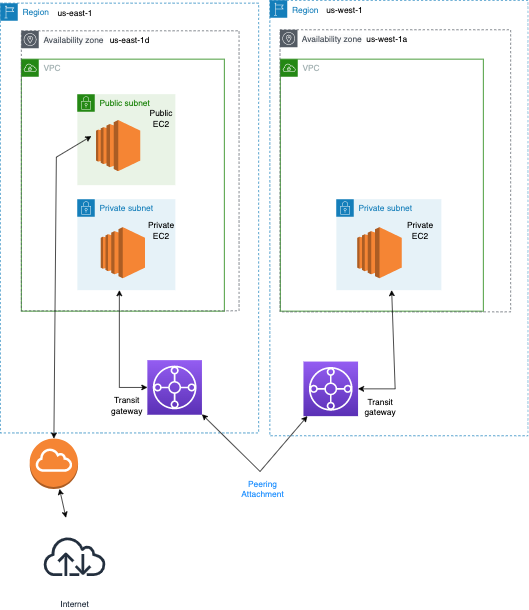 Region us-east-1
Availability zone us-east-1d
VPC
Public subnet
Public
EC2
Private subnet
Private
EC2
Transit
gateway
Region us-west-1
Availability zone us-west-1a
VPC
Private subnet
Private
EC2
Transit
gateway
Peering
Attachment
Internet